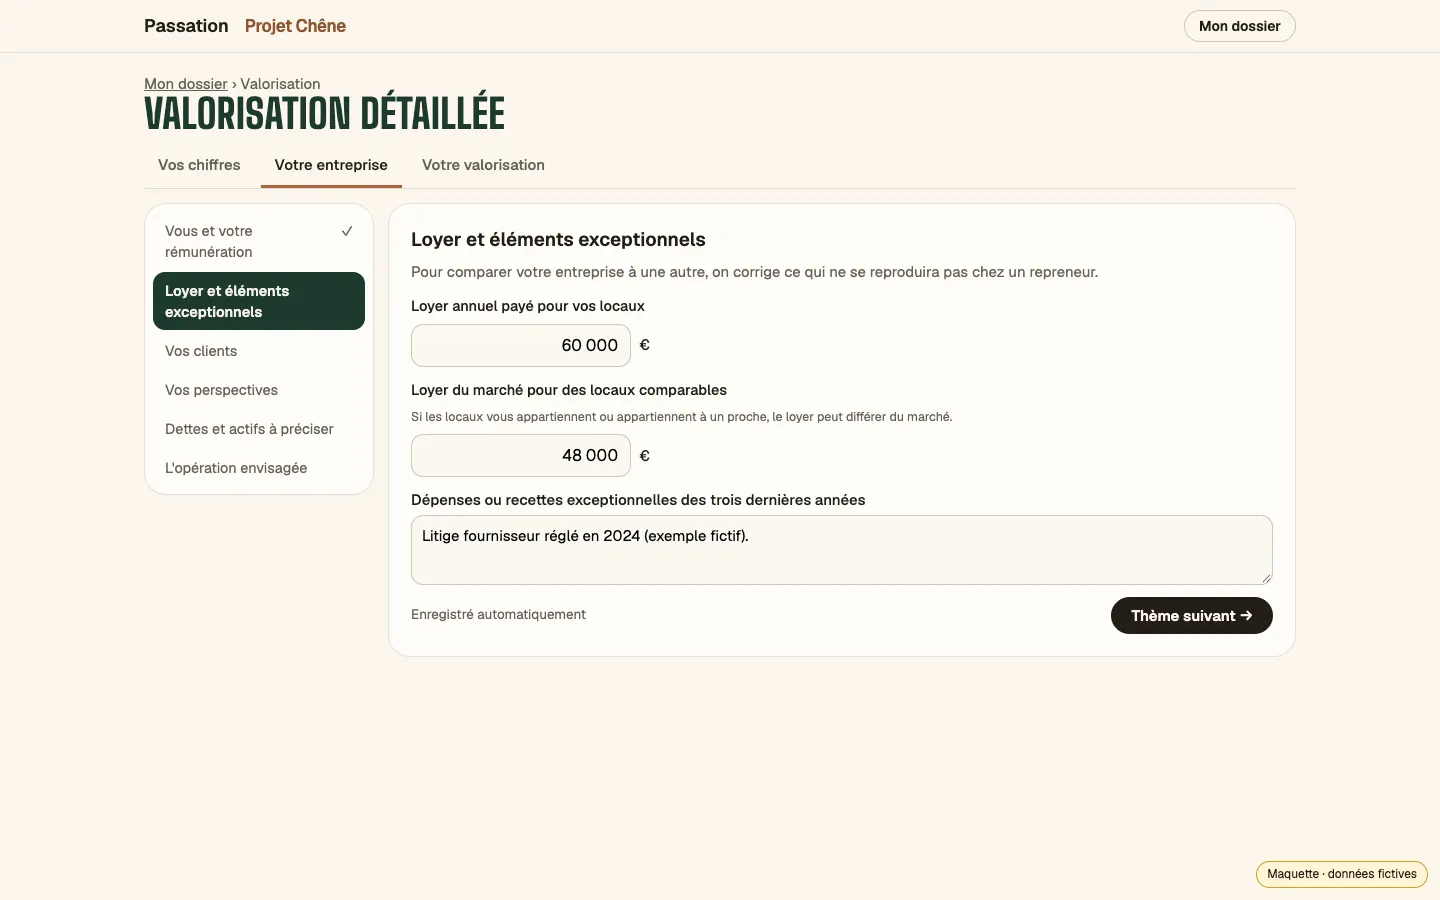 Passation Projet Chêne
Mon dossier
Mon dossier › Valorisation
VALORISATION DÉTAILLÉE
Vos chiffres
Votre entreprise
Votre valorisation
Vous et votre
rémunération
Loyer et éléments
exceptionnels
Vos clients
Vos perspectives
Dettes et actifs à préciser
L'opération envisagée
Loyer et éléments exceptionnels
Pour comparer votre entreprise à une autre, on corrige ce qui ne se reproduira pas chez un repreneur.
Loyer annuel payé pour vos locaux
60 000 €
Loyer du marché pour des locaux comparables
Si les locaux vous appartiennent ou appartiennent à un proche, le loyer peut différer du marché.
48 000 €
Dépenses ou recettes exceptionnelles des trois dernières années
Litige fournisseur réglé en 2024 (exemple fictif).
Enregistré automatiquement
Thème suivant →
Maquette · données fictives